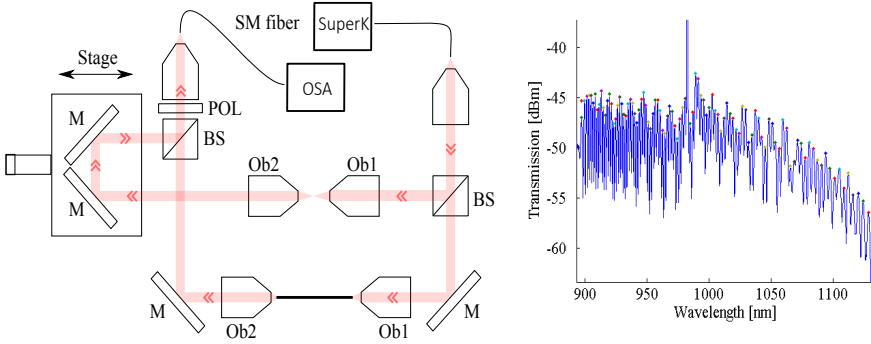 SM fiber
SuperK
Stage
OSA
M
POL
BS
Ob2
Ob1
M
BS
M
Ob2
Ob1
M
Transmission [dBm]
-40
-45
-50
-55
-60
900
950
1000
1050
1100
Wavelength [nm]